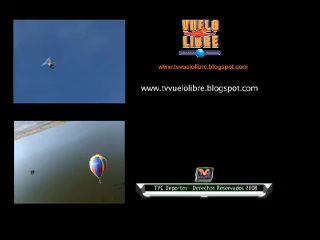 VUELO
LIBRE
www.tvvuelolibre.blogspot.com
www.tvvuelolibre.blogspot.com
TVC Deportes - Derechos Reservados 2008